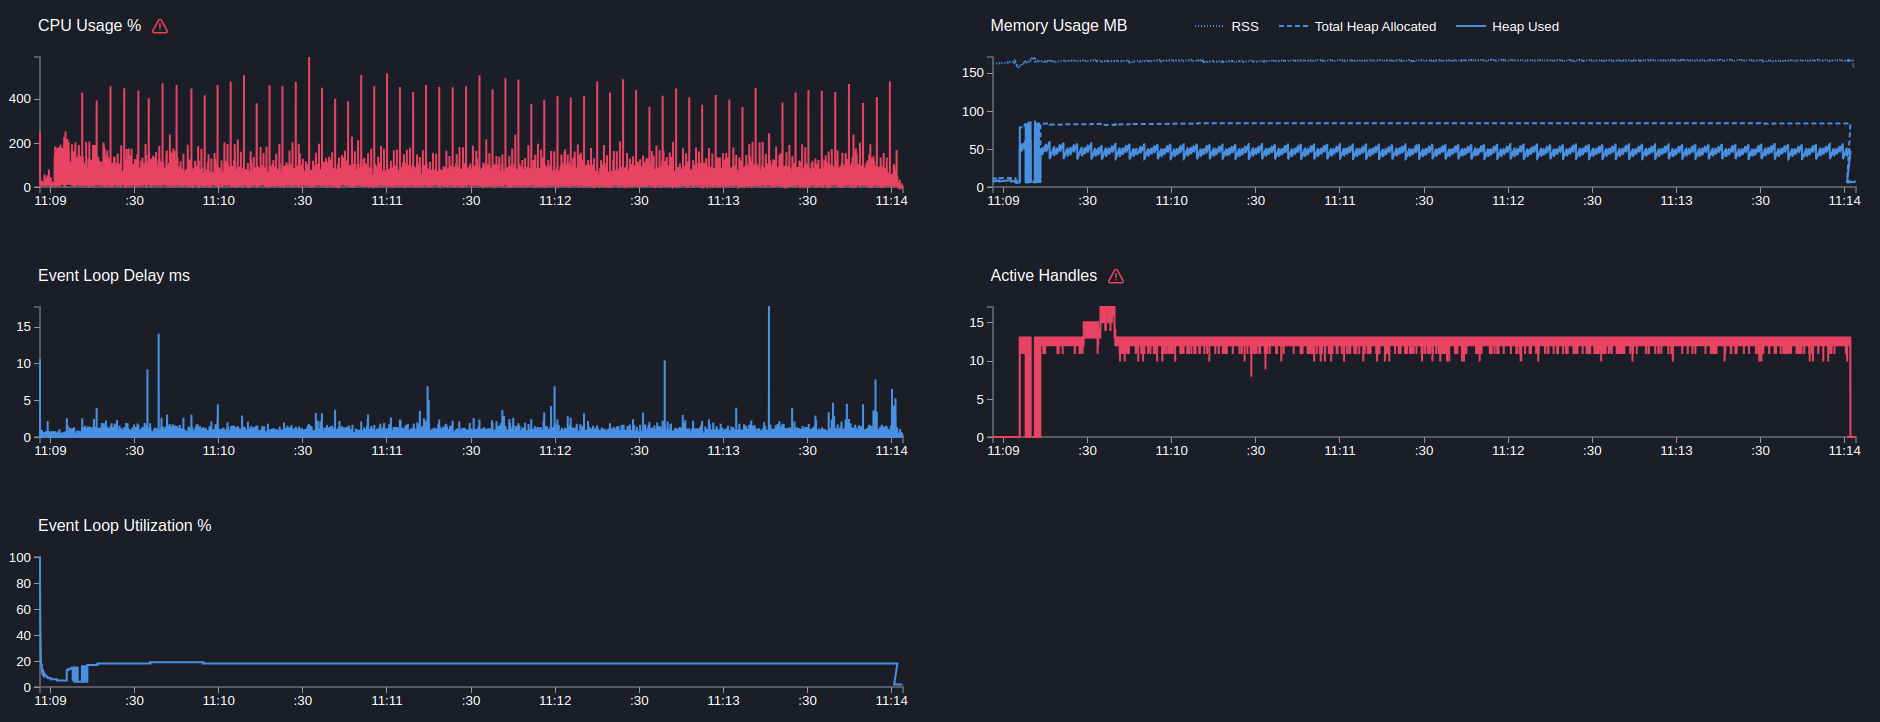 CPU Usage %
400
200
0
11:09 :30 11:10 :30 11:11 :30 11:12 :30 11:13 :30 11:14
Memory Usage MB RSS Total Heap Allocated Heap Used
150
100
50
0
11:09 :30 11:10 :30 11:11 :30 11:12 :30 11:13 :30 11:14
Event Loop Delay ms
15
10
5
0
11:09 :30 11:10 :30 11:11 :30 11:12 :30 11:13 :30 11:14
Active Handles
15
10
5
0
11:09 :30 11:10 :30 11:11 :30 11:12 :30 11:13 :30 11:14
Event Loop Utilization %
100
80
60
40
20
0
11:09 :30 11:10 :30 11:11 :30 11:12 :30 11:13 :30 11:14